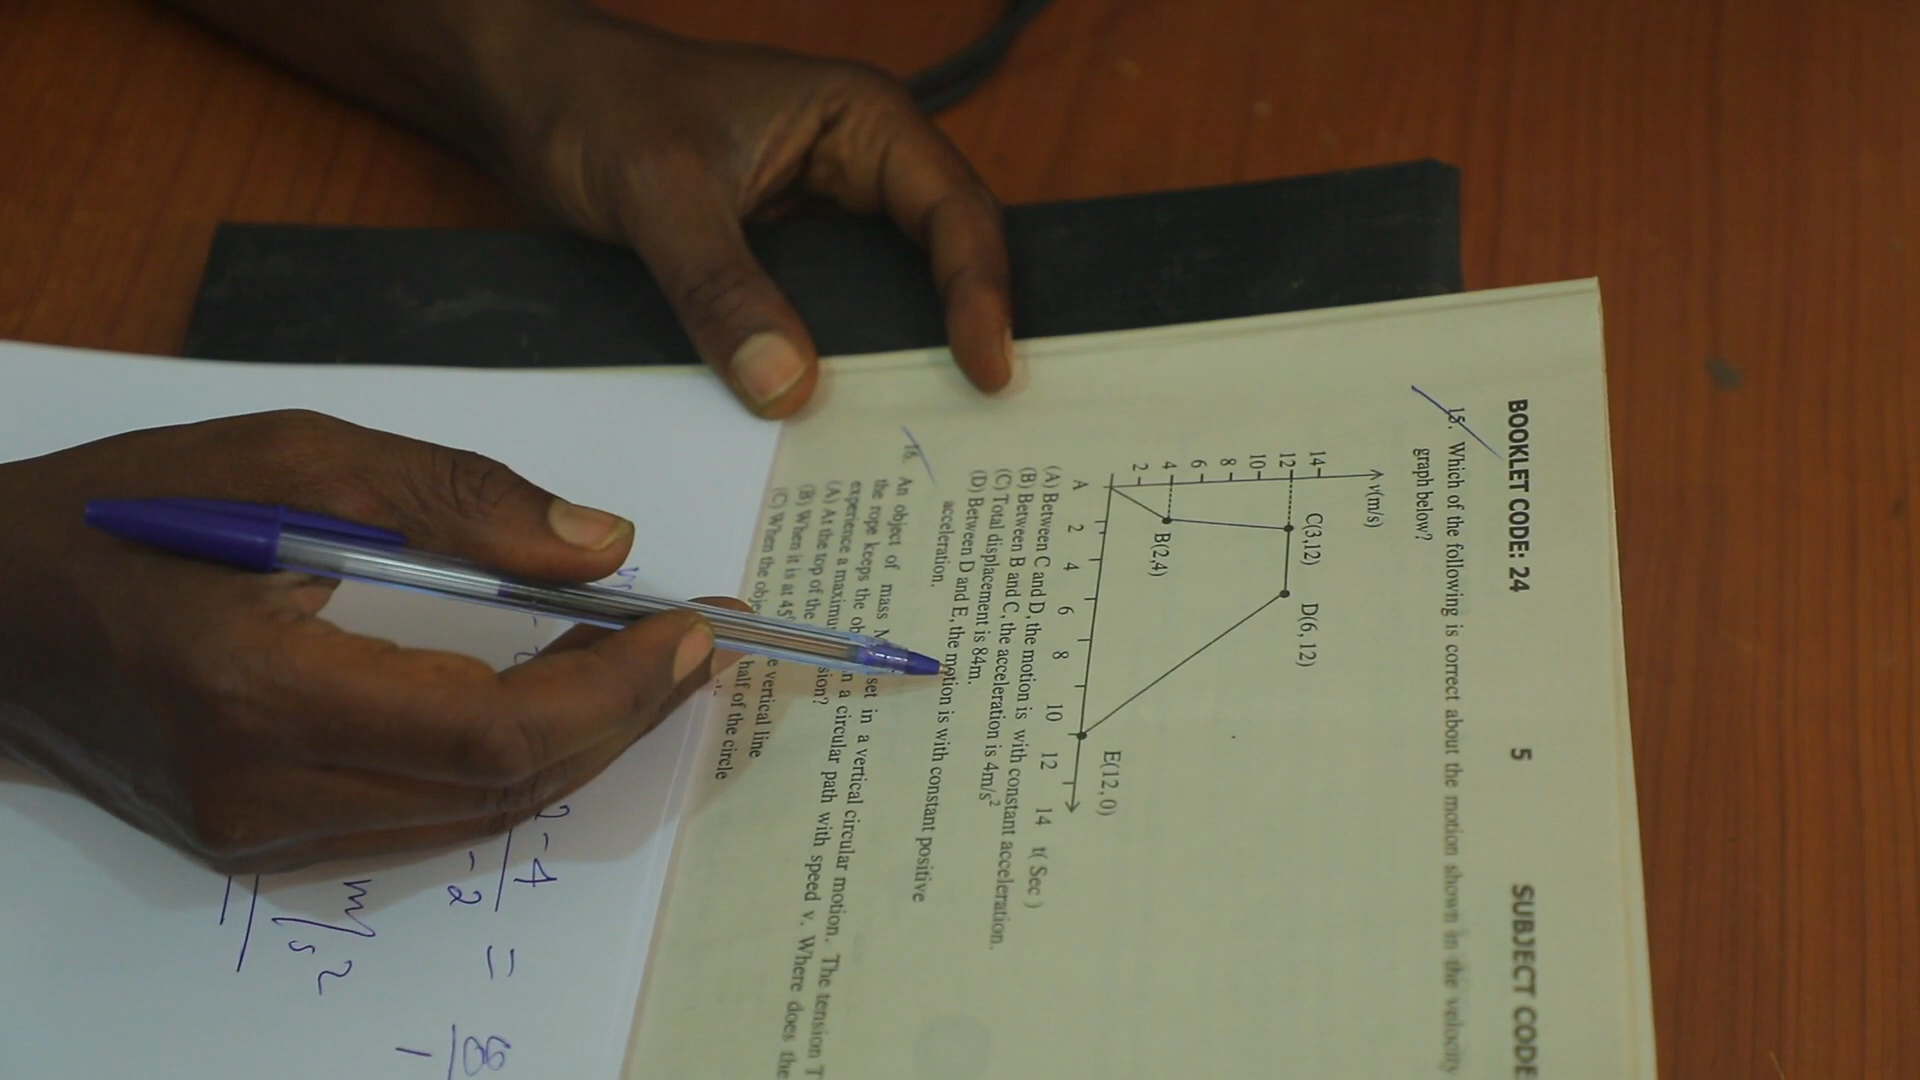 BOOKLET CODE: 24 5 SUBJECT CODE
15. Which of the following is correct about the motion shown in the velocity
graph below?
v(m/s)
14
12
10
8
6
4
2
C(3,12) D(6, 12)
B(2,4)
E(12, 0)
A 2 4 6 8 10 12 14 t( Sec )
(A) Between C and D, the motion is with constant acceleration.
(B) Between B and C, the acceleration is 4m/s²
(C) Total displacement is 84m.
(D) Between D and E, the motion is with constant positive
acceleration.
16. An object of mass set in a vertical circular motion. The tension T
the rope keeps the in a circular path with speed v. Where does the
experience a
(A) At the top of the
(B) When it is at 45° vertical line
(C) When the half of the circle
-4
-2
= 8
1
m/s2